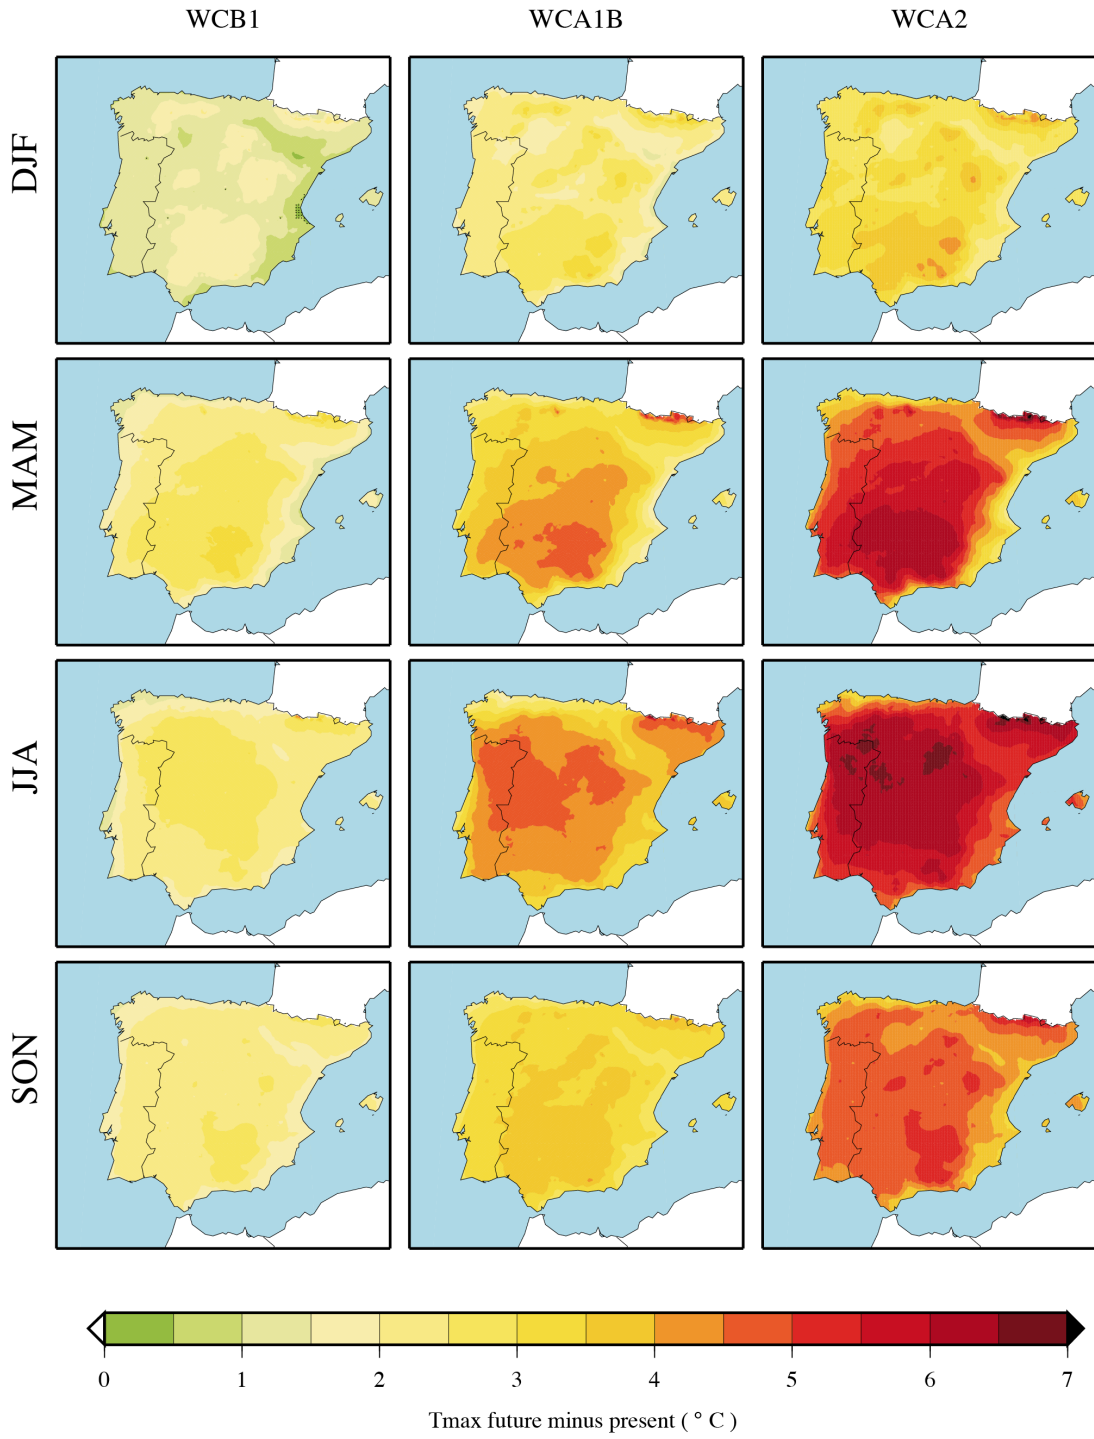 WCB1 WCA1B WCA2
DJF
MAM
JJA
SON
0 1 2 3 4 5 6 7
Tmax future minus present ( ° C )